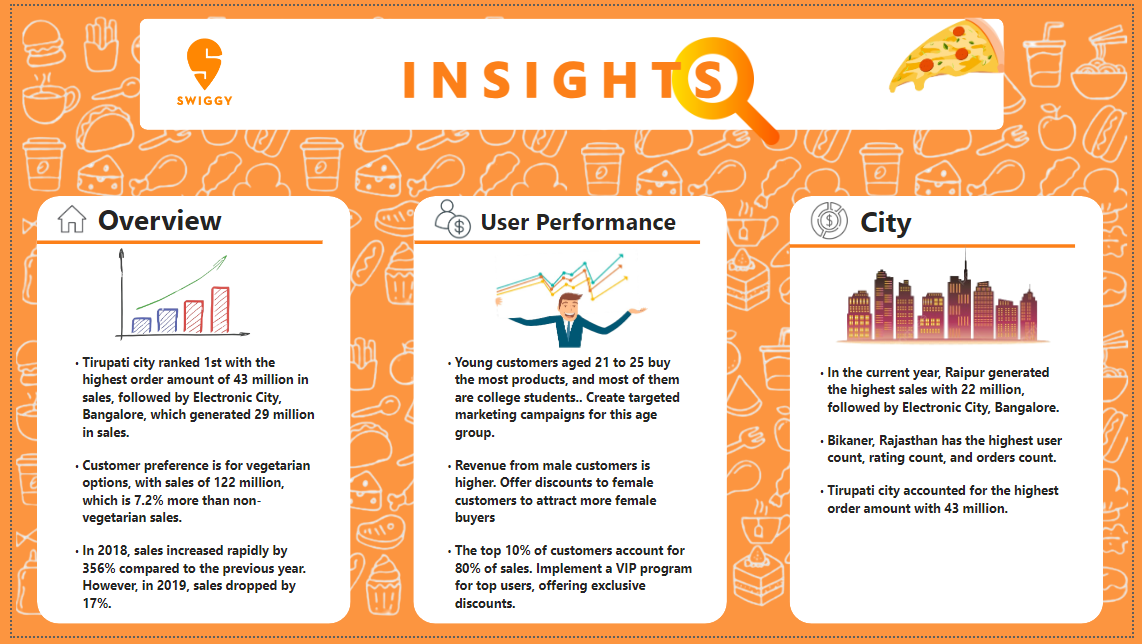 SWIGGY
INSIGHTS
Overview
• Tirupati city ranked 1st with the
highest order amount of 43 million in
sales, followed by Electronic City,
Bangalore, which generated 29 million
in sales.
• Customer preference is for vegetarian
options, with sales of 122 million,
which is 7.2% more than non-
vegetarian sales.
• In 2018, sales increased rapidly by
356% compared to the previous year.
However, in 2019, sales dropped by
17%.
User Performance
• Young customers aged 21 to 25 buy
the most products, and most of them
are college students.. Create targeted
marketing campaigns for this age
group.
• Revenue from male customers is
higher. Offer discounts to female
customers to attract more female
buyers
• The top 10% of customers account for
80% of sales. Implement a VIP program
for top users, offering exclusive
discounts.
City
• In the current year, Raipur generated
the highest sales with 22 million,
followed by Electronic City, Bangalore.
• Bikaner, Rajasthan has the highest user
count, rating count, and orders count.
• Tirupati city accounted for the highest
order amount with 43 million.